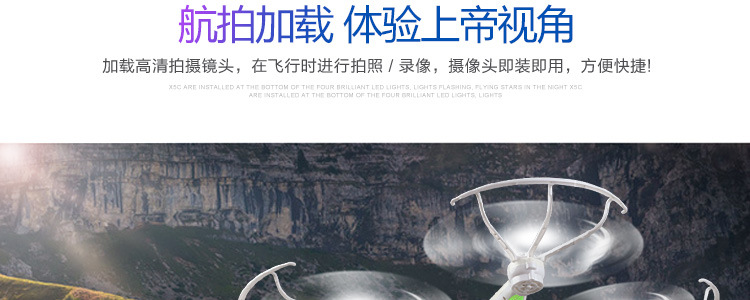 航拍加载 体验上帝视角
加载高清拍摄镜头，在飞行时进行拍照 / 录像，摄像头即装即用，方便快捷!
X5C ARE INSTALLED AT THE BOTTOM OF THE FOUR BRILLIANT LED LIGHTS, LIGHTS FLASHING, FLYING STARS IN THE NIGHT X5C
ARE INSTALLED AT THE BOTTOM OF THE FOUR BRILLIANT LED LIGHTS, LIGHTS